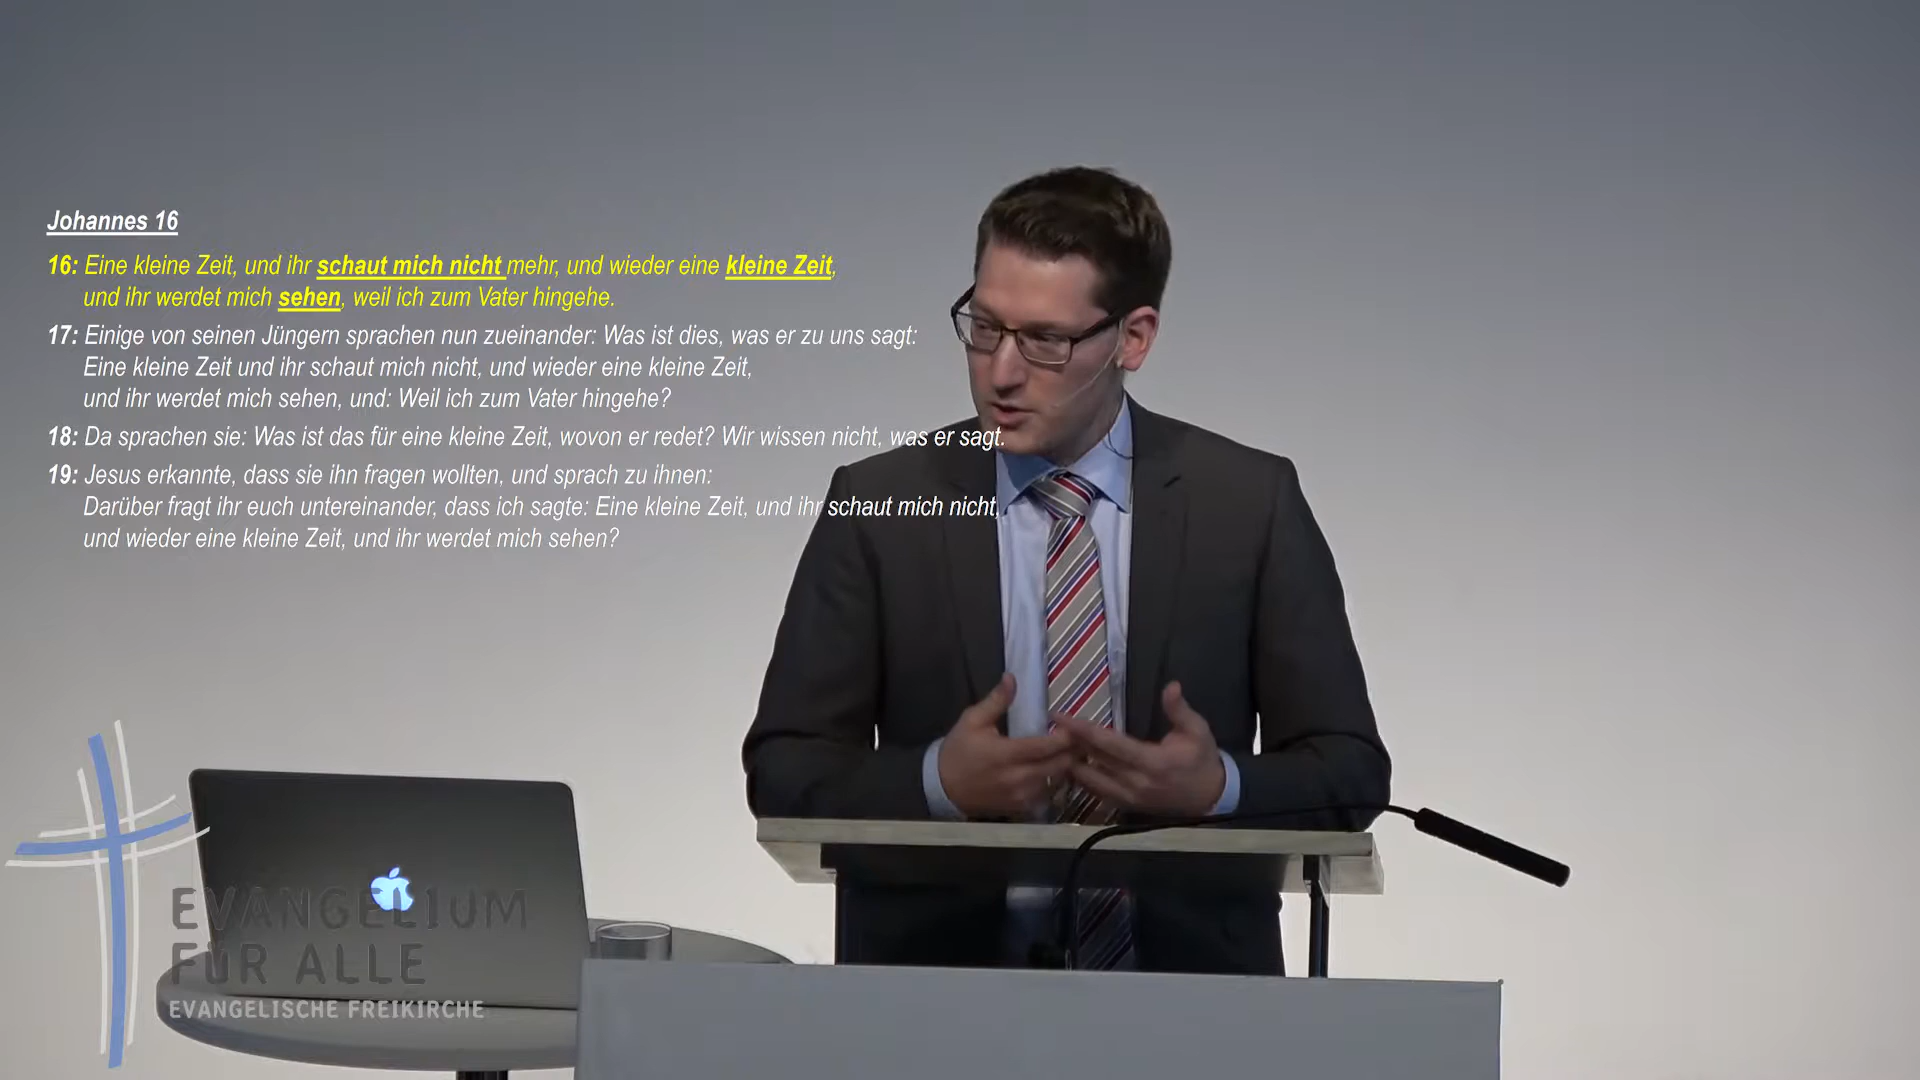 Johannes 16
16: Eine kleine Zeit, und ihr schaut mich nicht mehr, und wieder eine kleine Zeit,
und ihr werdet mich sehen, weil ich zum Vater hingehe.
17: Einige von seinen Jüngern sprachen nun zueinander: Was ist dies, was er zu uns sagt:
Eine kleine Zeit und ihr schaut mich nicht, und wieder eine kleine Zeit,
und ihr werdet mich sehen, und: Weil ich zum Vater hingehe?
18: Da sprachen sie: Was ist das für eine kleine Zeit, wovon er redet? Wir wissen nicht, was er sagt.
19: Jesus erkannte, dass sie ihn fragen wollten, und sprach zu ihnen:
Darüber fragt ihr euch untereinander, dass ich sagte: Eine kleine Zeit, und ihr schaut mich nicht,
und wieder eine kleine Zeit, und ihr werdet mich sehen?
EVANGELIUM
FÜR ALLE
EVANGELISCHE FREIKIRCHE